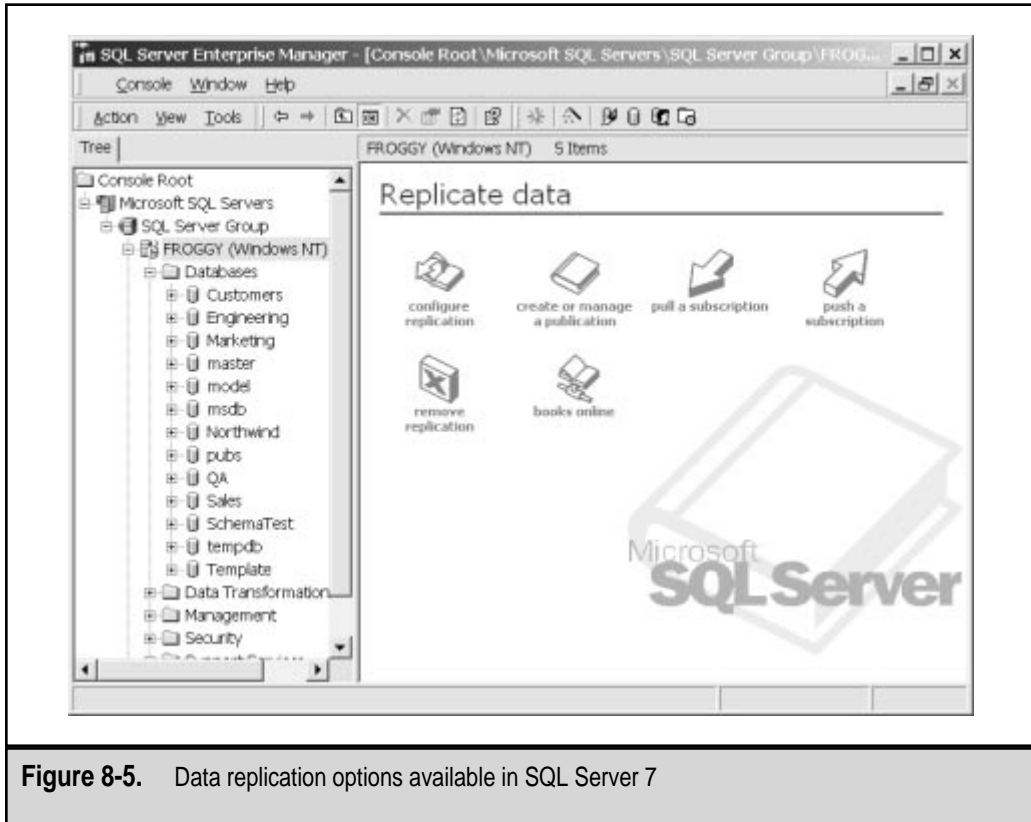 SQL Server Enterprise Manager - [Console Root\Microsoft SQL Servers\SQL Server Group\FROG...
Console Window Help
Action View Tools
Tree
FROGGY (Windows NT) 5 Items
Console Root
Microsoft SQL Servers
SQL Server Group
FROGGY (Windows NT)
Databases
Customers
Engineering
Marketing
master
model
msdb
Northwind
pubs
QA
Sales
SchemaTest
tempdb
Template
Data Transformation
Management
Security
Replicate data
configure
replication
create or manage
a publication
pull a subscription
push a
subscription
remove
replication
books online
Microsoft
SQL Server
Figure 8-5. Data replication options available in SQL Server 7